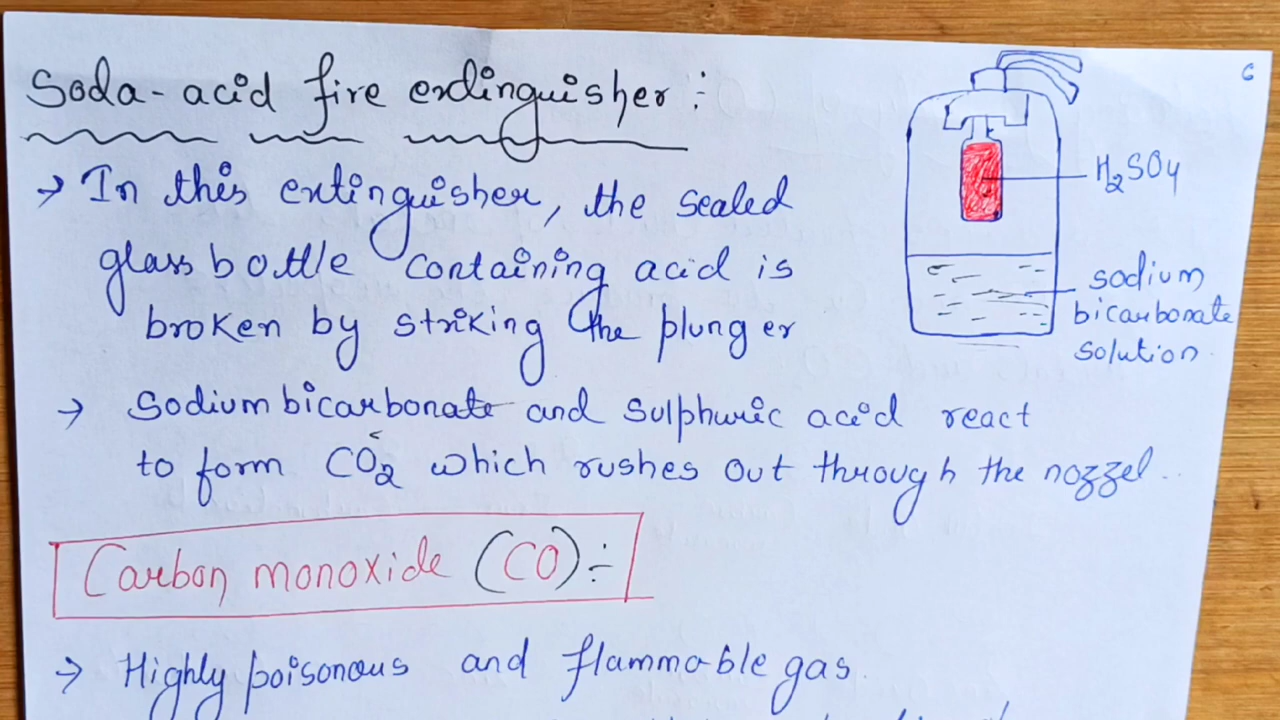 Soda-acid fire extinguisher :-
6
→ In this extinguisher, the sealed
glass bottle containing acid is
broken by striking the plunger
H₂SO₄
sodium
bicarbonate
solution
→ Sodium bicarbonate and sulphuric acid react
to form CO₂ which rushes out through the nozzel.
Carbon monoxide (CO) :-
→ Highly poisonous and flammable gas.